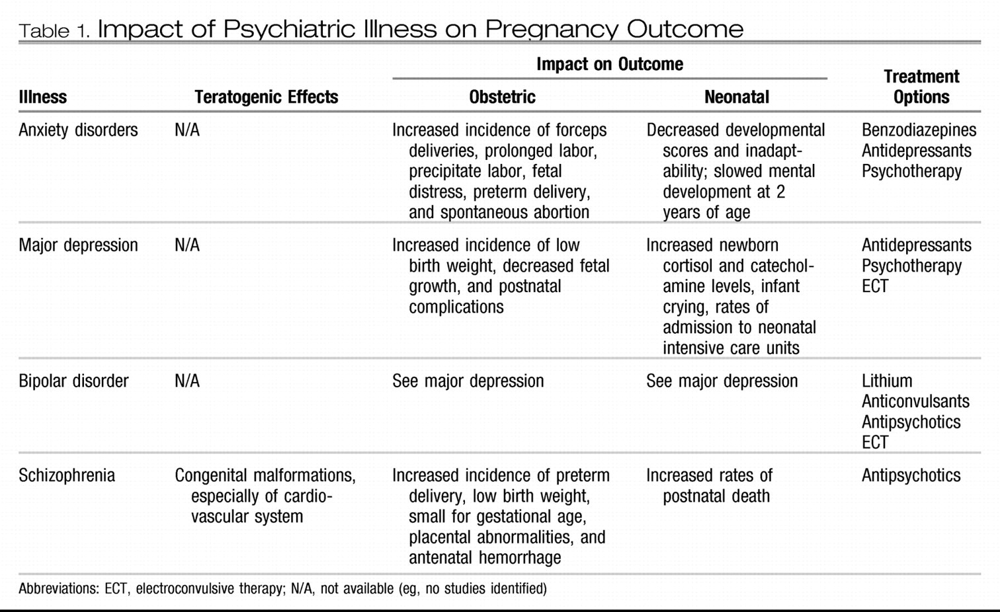 Table 1. Impact of Psychiatric Illness on Pregnancy Outcome
Impact on Outcome
Illness Teratogenic Effects Obstetric Neonatal Treatment Options
Anxiety disorders N/A Increased incidence of forceps Decreased developmental Benzodiazepines
deliveries, prolonged labor, scores and inadapt- Antidepressants
precipitate labor, fetal ability; slowed mental Psychotherapy
distress, preterm delivery, development at 2
and spontaneous abortion years of age
Major depression N/A Increased incidence of low Increased newborn Antidepressants
birth weight, decreased fetal cortisol and catechol- Psychotherapy
growth, and postnatal amine levels, infant ECT
complications crying, rates of
admission to neonatal
intensive care units
Bipolar disorder N/A See major depression See major depression Lithium
Anticonvulsants
Antipsychotics
ECT
Schizophrenia Congenital malformations, Increased incidence of preterm Increased rates of Antipsychotics
especially of cardio- delivery, low birth weight, postnatal death
vascular system small for gestational age,
placental abnormalities, and
antenatal hemorrhage
Abbreviations: ECT, electroconvulsive therapy; N/A, not available (eg, no studies identified)